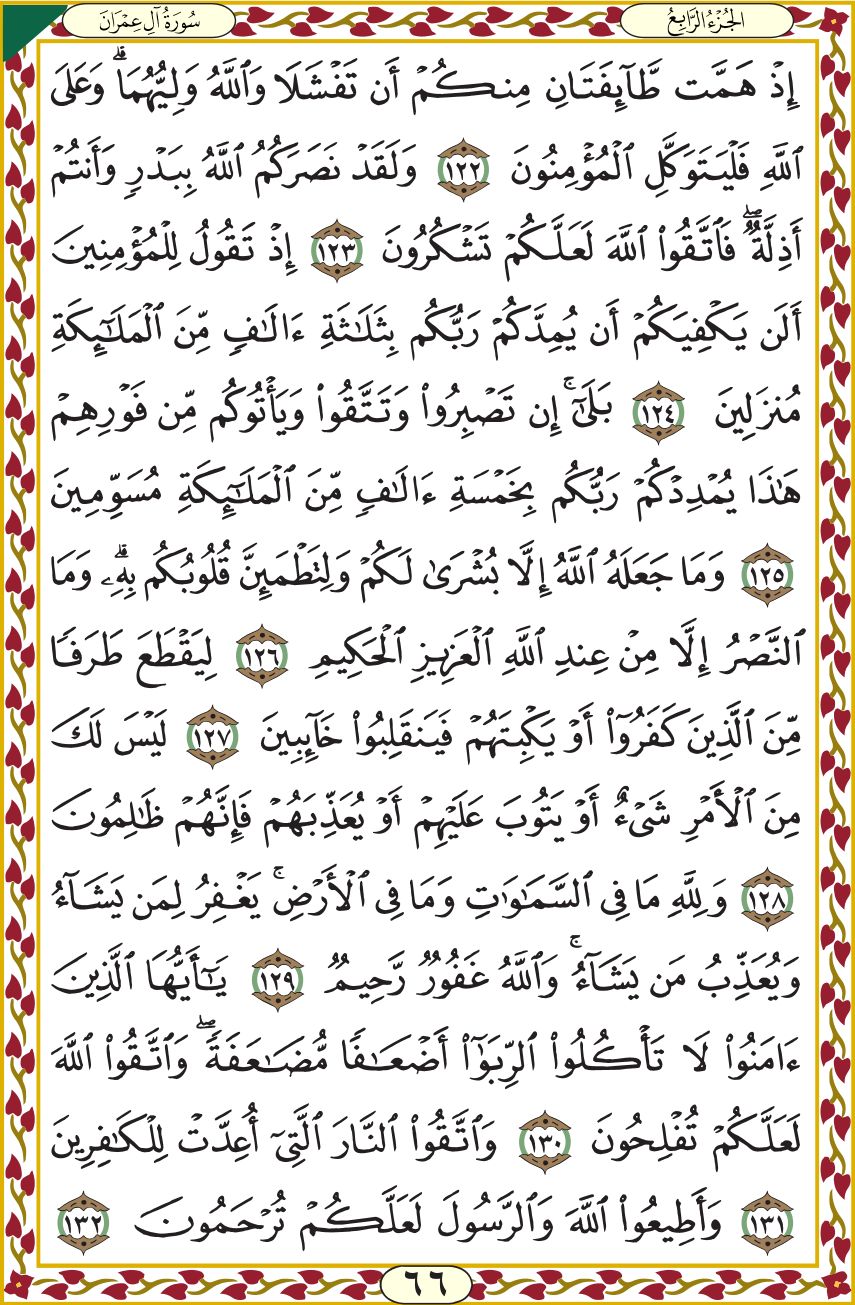 الجُزْءُ الرَّابِعُ
سُورَةُ آلِ عِمْرَانَ
إِذْ هَمَّت طَّآئِفَتَانِ مِنكُمْ أَن تَفْشَلَا وَٱللَّهُ وَلِيُّهُمَاۗ وَعَلَى
ٱللَّهِ فَلْيَتَوَكَّلِ ٱلْمُؤْمِنُونَ ١٢٢ وَلَقَدْ نَصَرَكُمُ ٱللَّهُ بِبَدْرٍ وَأَنتُمْ
أَذِلَّةٌۖ فَٱتَّقُوا۟ ٱللَّهَ لَعَلَّكُمْ تَشْكُرُونَ ١٢٣ إِذْ تَقُولُ لِلْمُؤْمِنِينَ
أَلَن يَكْفِيَكُمْ أَن يُمِدَّكُمْ رَبُّكُم بِثَلَٰثَةِ ءَالَٰفٍ مِّنَ ٱلْمَلَٰٓئِكَةِ
مُنزَلِينَ ١٢٤ بَلَىٰٓۚ إِن تَصْبِرُوا۟ وَتَتَّقُوا۟ وَيَأْتُوكُم مِّن فَوْرِهِمْ
هَٰذَا يُمْدِدْكُمْ رَبُّكُم بِخَمْسَةِ ءَالَٰفٍ مِّنَ ٱلْمَلَٰٓئِكَةِ مُسَوِّمِينَ
١٢٥ وَمَا جَعَلَهُ ٱللَّهُ إِلَّا بُشْرَىٰ لَكُمْ وَلِتَطْمَئِنَّ قُلُوبُكُم بِهِۦۗ وَمَا
ٱلنَّصْرُ إِلَّا مِنْ عِندِ ٱللَّهِ ٱلْعَزِيزِ ٱلْحَكِيمِ ١٢٦ لِيَقْطَعَ طَرَفًا
مِّنَ ٱلَّذِينَ كَفَرُوٓا۟ أَوْ يَكْبِتَهُمْ فَيَنقَلِبُوا۟ خَآئِبِينَ ١٢٧ لَيْسَ لَكَ
مِنَ ٱلْأَمْرِ شَىْءٌ أَوْ يَتُوبَ عَلَيْهِمْ أَوْ يُعَذِّبَهُمْ فَإِنَّهُمْ ظَٰلِمُونَ
١٢٨ وَلِلَّهِ مَا فِى ٱلسَّمَٰوَٰتِ وَمَا فِى ٱلْأَرْضِۚ يَغْفِرُ لِمَن يَشَآءُ
وَيُعَذِّبُ مَن يَشَآءُۚ وَٱللَّهُ غَفُورٌ رَّحِيمٌ ١٢٩ يَٰٓأَيُّهَا ٱلَّذِينَ
ءَامَنُوا۟ لَا تَأْكُلُوا۟ ٱلرِّبَوٰٓا۟ أَضْعَٰفًا مُّضَٰعَفَةًۖ وَٱتَّقُوا۟ ٱللَّهَ
لَعَلَّكُمْ تُفْلِحُونَ ١٣٠ وَٱتَّقُوا۟ ٱلنَّارَ ٱلَّتِىٓ أُعِدَّتْ لِلْكَٰفِرِينَ
١٣١ وَأَطِيعُوا۟ ٱللَّهَ وَٱلرَّسُولَ لَعَلَّكُمْ تُرْحَمُونَ ١٣٢
٦٦